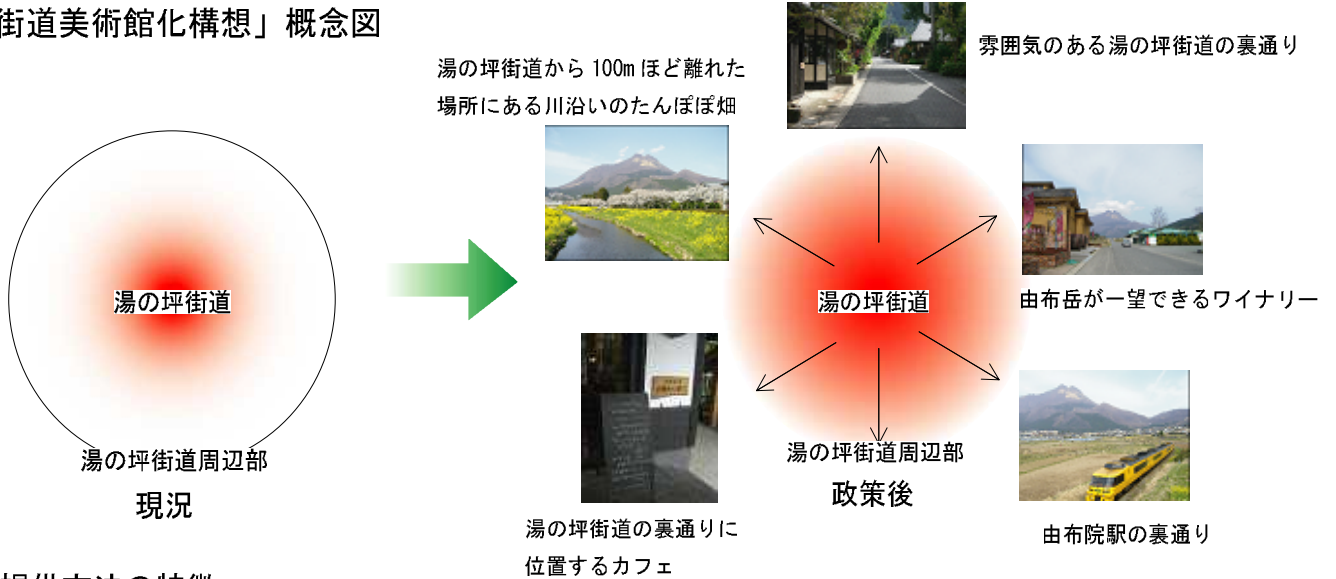 街道美術館化構想」概念図
湯の坪街道から100mほど離れた
場所にある川沿いのたんぽぽ畑
雰囲気のある湯の坪街道の裏通り
湯の坪街道
湯の坪街道
由布岳が一望できるワイナリー
湯の坪街道周辺部
現況
湯の坪街道周辺部
政策後
湯の坪街道の裏通りに
位置するカフェ
由布院駅の裏通り